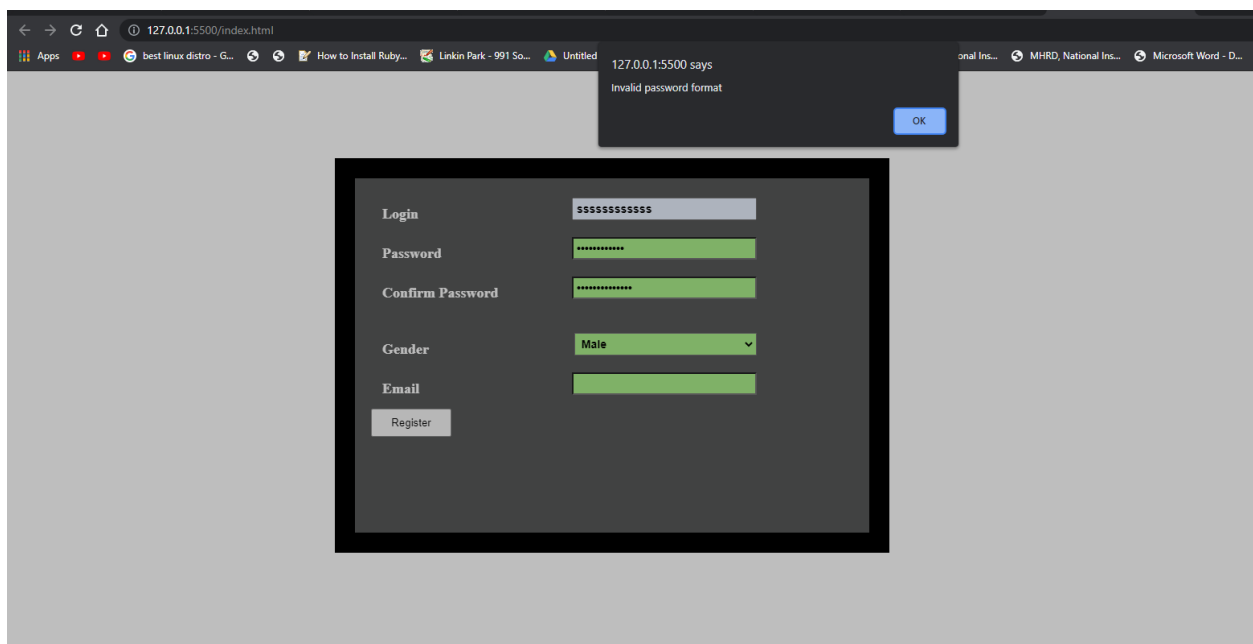 127.0.0.1:5500/index.html
Apps best linux distro - G... How to Install Ruby... Linkin Park - 991 So... Untitled onal Ins... MHRD, National Ins... Microsoft Word - D...
127.0.0.1:5500 says
Invalid password format
OK
Login ssssssssssss
Password ••••••••••••
Confirm Password ••••••••••••••
Gender Male
Email
Register